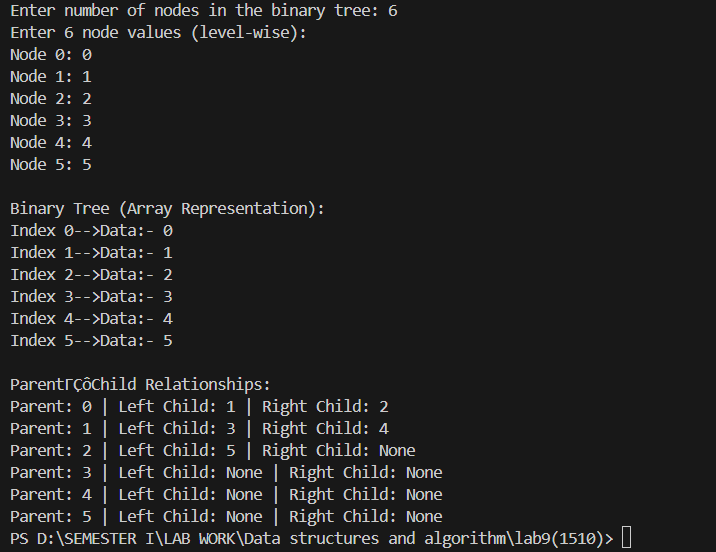 Enter number of nodes in the binary tree: 6
Enter 6 node values (level-wise):
Node 0: 0
Node 1: 1
Node 2: 2
Node 3: 3
Node 4: 4
Node 5: 5
Binary Tree (Array Representation):
Index 0-->Data:- 0
Index 1-->Data:- 1
Index 2-->Data:- 2
Index 3-->Data:- 3
Index 4-->Data:- 4
Index 5-->Data:- 5
ParentΓÇôChild Relationships:
Parent: 0 | Left Child: 1 | Right Child: 2
Parent: 1 | Left Child: 3 | Right Child: 4
Parent: 2 | Left Child: 5 | Right Child: None
Parent: 3 | Left Child: None | Right Child: None
Parent: 4 | Left Child: None | Right Child: None
Parent: 5 | Left Child: None | Right Child: None
PS D:\SEMESTER I\LAB WORK\Data structures and algorithm\lab9(1510)>